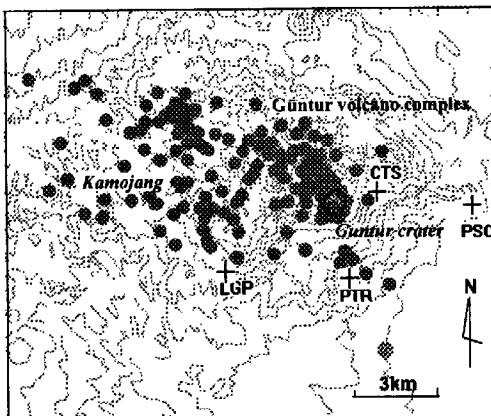 Guntur volcano complex
CTS
Kamojang
PSC
Guntur crater
LGP
PTR
N
3km